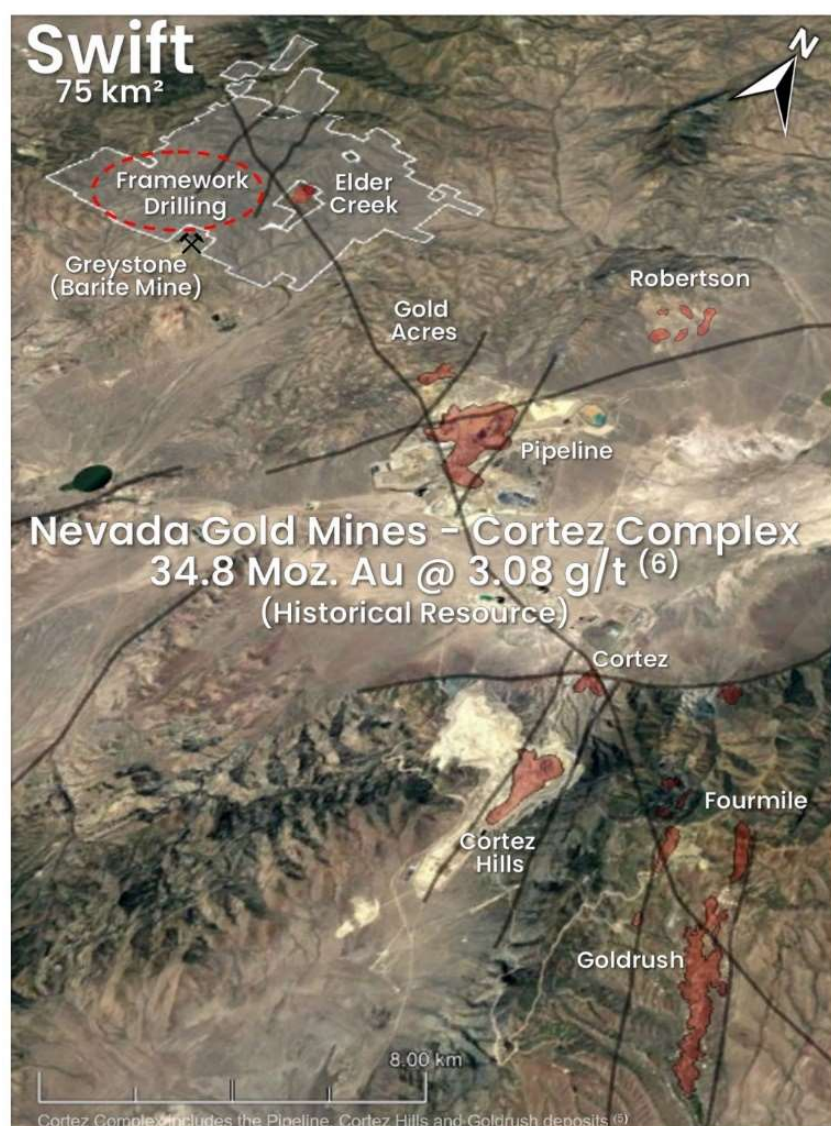 Swift
75 km²
N
Framework
Drilling
Elder
Creek
Greystone
(Barite Mine)
Robertson
Gold
Acres
Pipeline
Nevada Gold Mines - Cortez Complex
34.8 Moz. Au @ 3.08 g/t (6)
(Historical Resource)
Cortez
Fourmile
Cortez
Hills
Goldrush
8.00 km
Cortez Complex includes the Pipeline, Cortez Hills and Goldrush deposits (5)